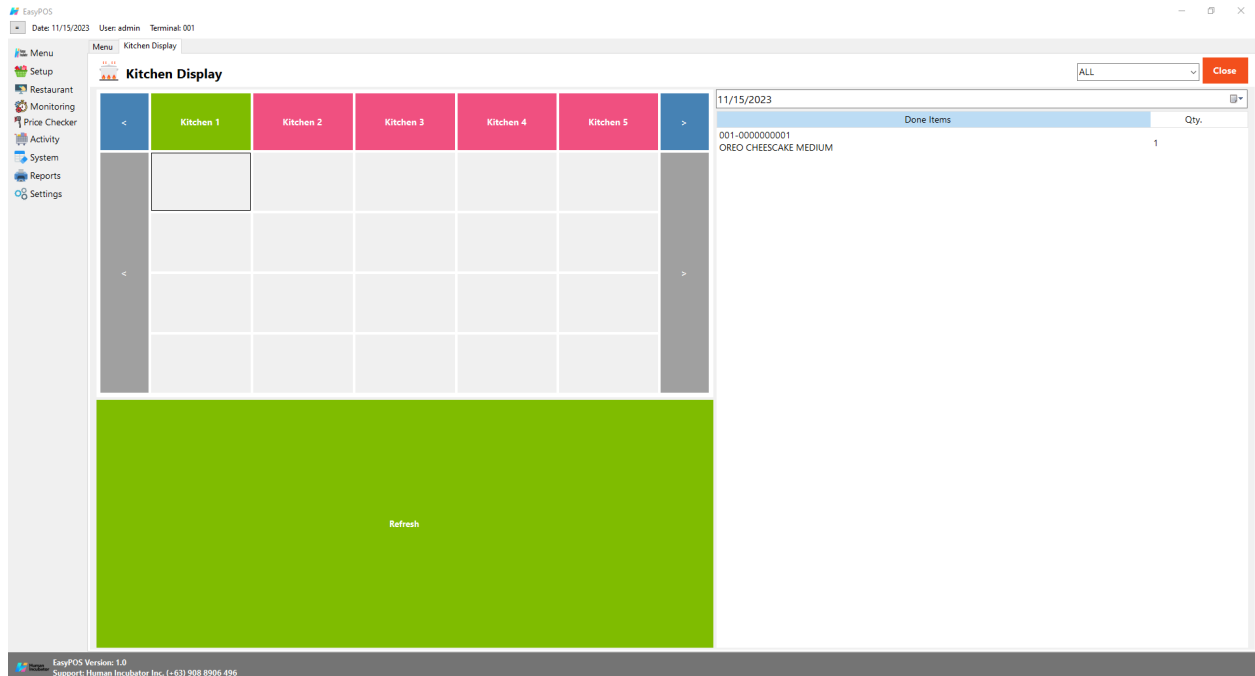 EasyPOS
Date: 11/15/2023 User: admin Terminal: 001
Menu
Setup
Restaurant
Monitoring
Price Checker
Activity
System
Reports
Settings
Menu Kitchen Display
Kitchen Display
ALL
Close
< Kitchen 1 Kitchen 2 Kitchen 3 Kitchen 4 Kitchen 5 >
< >
Refresh
11/15/2023
Done Items Qty.
001-0000000001
OREO CHEESCAKE MEDIUM 1
Human
Incubator
EasyPOS Version: 1.0
Support: Human Incubator Inc. (+63) 908 8906 496